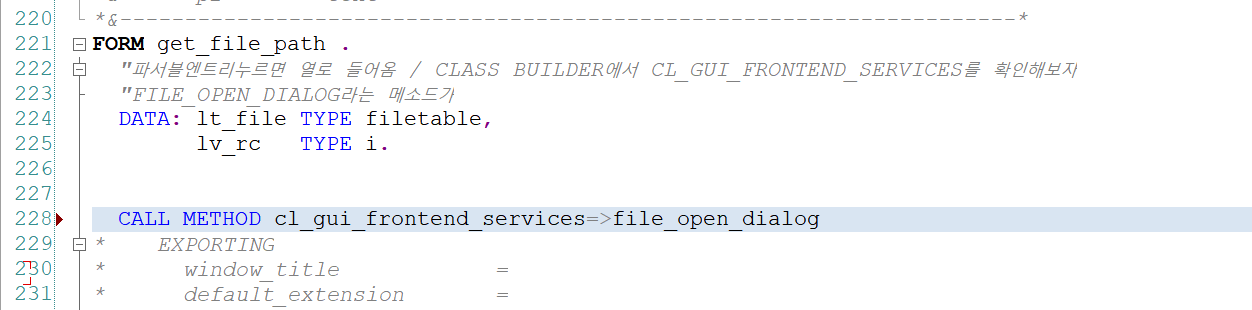 220 *&---------------------------------------------------------------------*
221 FORM get_file_path .
222 "파서블엔트리누르면 열로 들어옴 / CLASS BUILDER에서 CL_GUI_FRONTEND_SERVICES를 확인해보자
223 "FILE_OPEN_DIALOG라는 메소드가
224 DATA: lt_file TYPE filetable,
225 lv_rc TYPE i.
226
227
228 CALL METHOD cl_gui_frontend_services=>file_open_dialog
229 * EXPORTING
230 * window_title =
231 * default_extension =